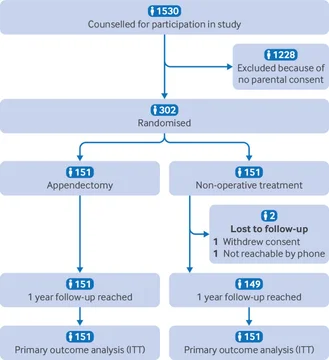 1530
Counselled for participation in study
1228
Excluded because of
no parental consent
302
Randomised
151
Appendectomy
151
Non-operative treatment
2
Lost to follow-up
1 Withdrew consent
1 Not reachable by phone
151
1 year follow-up reached
149
1 year follow-up reached
151
Primary outcome analysis (ITT)
151
Primary outcome analysis (ITT)